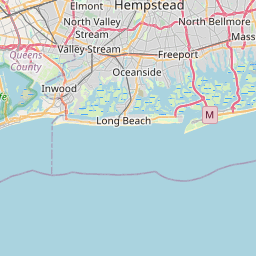 Elmont
Hempstead
North Valley
Stream
North Bellmore
Mass
Valley Stream
Freeport
Queens
County
Oceanside
Inwood
Long Beach
M